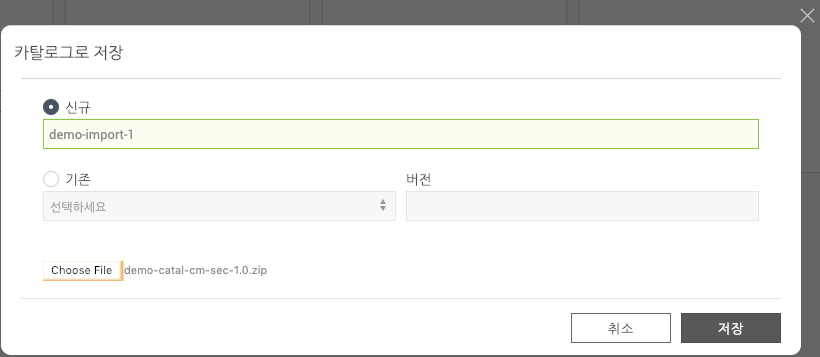 카탈로그로 저장
신규
demo-import-1
기존
버전
선택하세요
Choose File demo-catal-cm-sec-1.0.zip
취소
저장